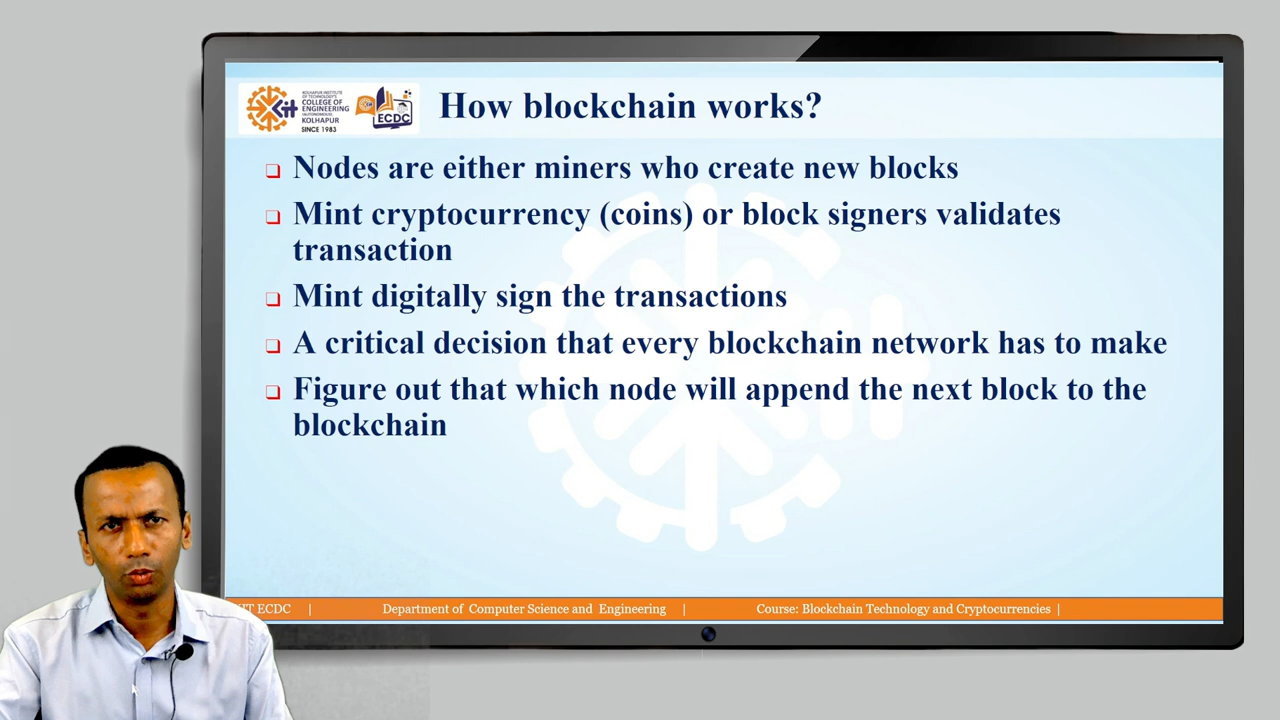 KOLHAPUR INSTITUTE
OF TECHNOLOGY'S
COLLEGE OF
ENGINEERING
(AUTONOMOUS),
KOLHAPUR
SINCE 1983
ECDC
How blockchain works?
Nodes are either miners who create new blocks
Mint cryptocurrency (coins) or block signers validates
transaction
Mint digitally sign the transactions
A critical decision that every blockchain network has to make
Figure out that which node will append the next block to the
blockchain
ECDC | Department of Computer Science and Engineering | Course: Blockchain Technology and Cryptocurrencies |